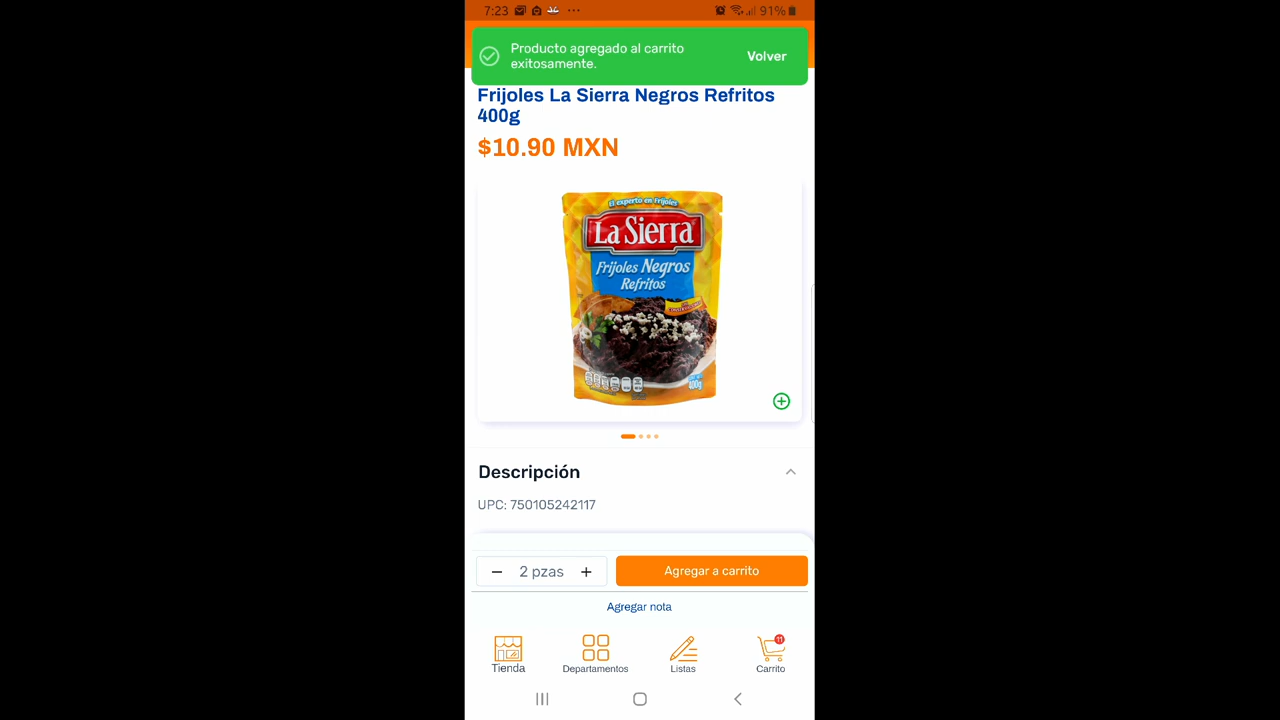 7:23
91%
Producto agregado al carrito
exitosamente.
Volver
Frijoles La Sierra Negros Refritos
400g
$10.90 MXN
El experto en Frijoles
La Sierra
Frijoles Negros
Refritos
400g
Descripción
UPC: 750105242117
2 pzas
Agregar a carrito
Agregar nota
Tienda
Departamentos
Listas
11
Carrito